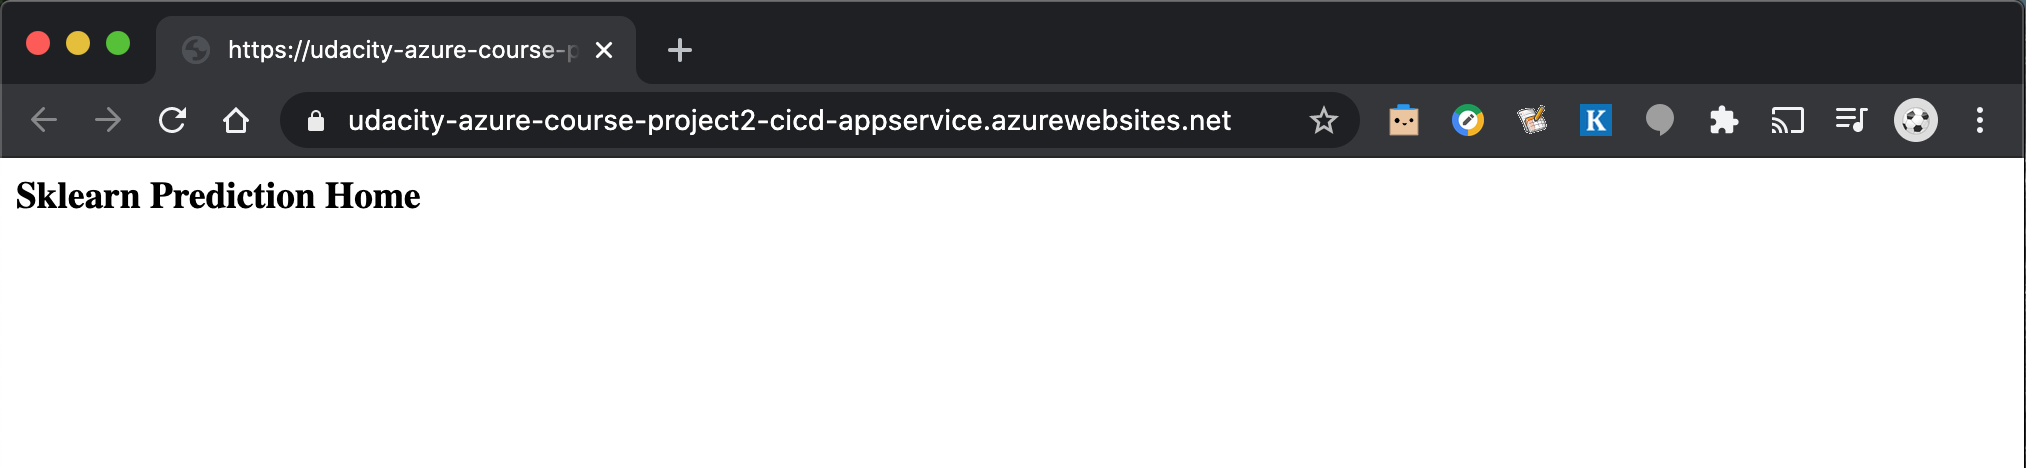 https://udacity-azure-course-p
udacity-azure-course-project2-cicd-appservice.azurewebsites.net
K
Sklearn Prediction Home